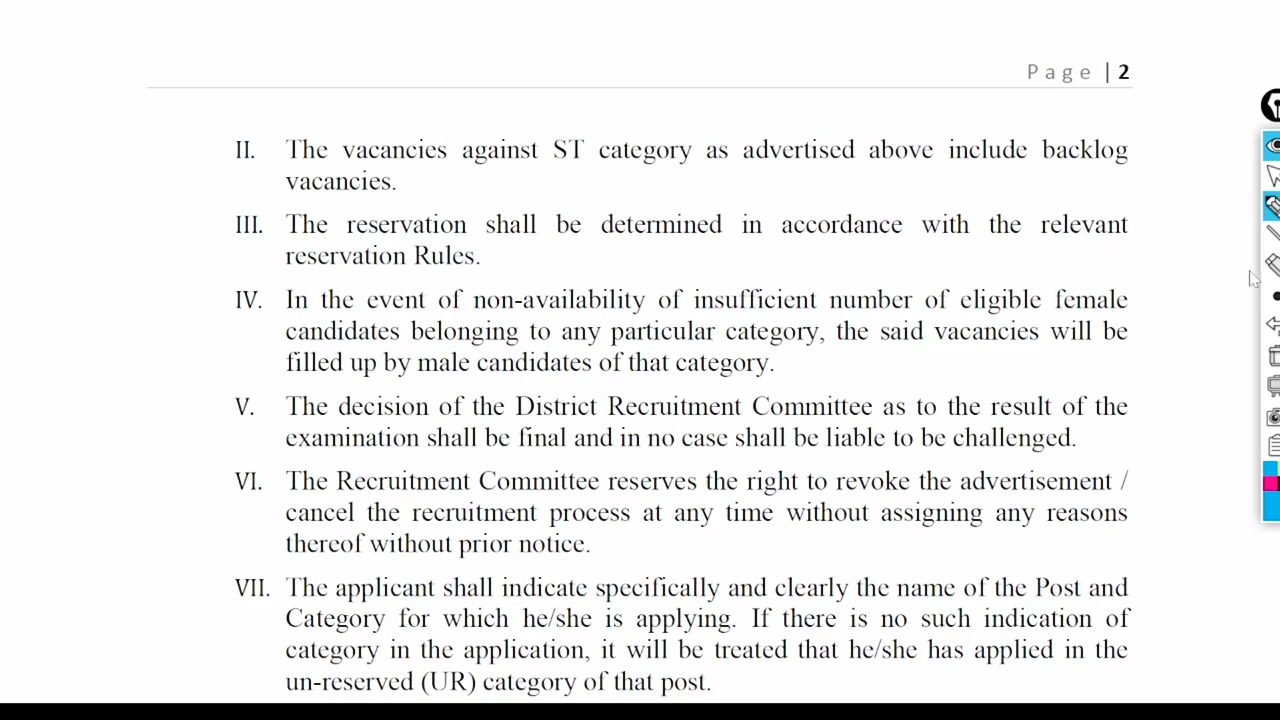 Page | 2
II. The vacancies against ST category as advertised above include backlog
vacancies.
III. The reservation shall be determined in accordance with the relevant
reservation Rules.
IV. In the event of non-availability of insufficient number of eligible female
candidates belonging to any particular category, the said vacancies will be
filled up by male candidates of that category.
V. The decision of the District Recruitment Committee as to the result of the
examination shall be final and in no case shall be liable to be challenged.
VI. The Recruitment Committee reserves the right to revoke the advertisement /
cancel the recruitment process at any time without assigning any reasons
thereof without prior notice.
VII. The applicant shall indicate specifically and clearly the name of the Post and
Category for which he/she is applying. If there is no such indication of
category in the application, it will be treated that he/she has applied in the
un-reserved (UR) category of that post.